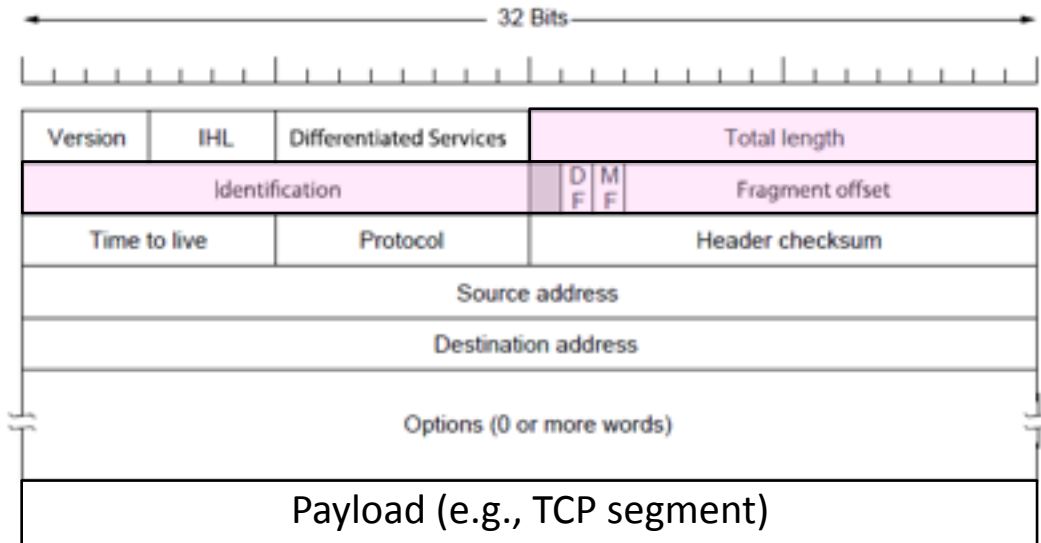 32 Bits
Version IHL Differentiated Services Total length
Identification D F M F Fragment offset
Time to live Protocol Header checksum
Source address
Destination address
Options (0 or more words)
Payload (e.g., TCP segment)